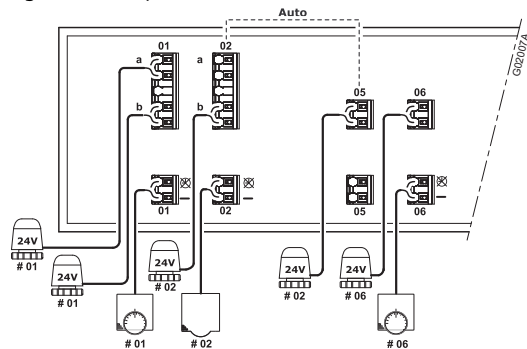 Auto
01 02
a a
05 06
b b
G02007A
01 02 05 06
24V
# 01
24V
# 01
24V
# 02
24V
# 02
24V
# 06
# 01 # 02 # 06